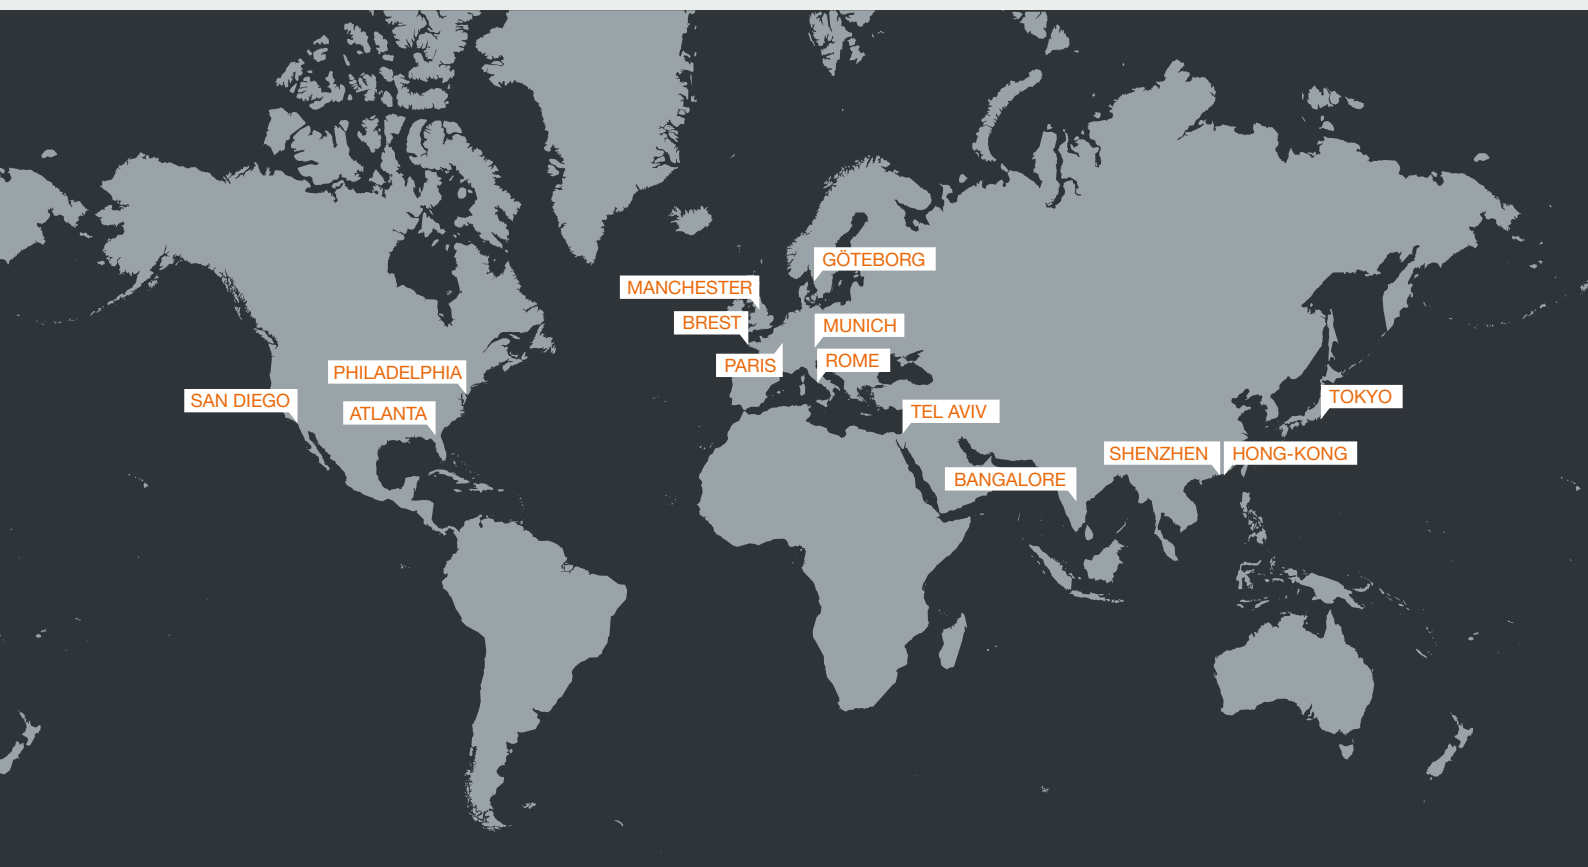 GÖTEBORG
MANCHESTER
BREST
MUNICH
PARIS
ROME
PHILADELPHIA
SAN DIEGO
ATLANTA
TEL AVIV
TOKYO
SHENZHEN
HONG-KONG
BANGALORE